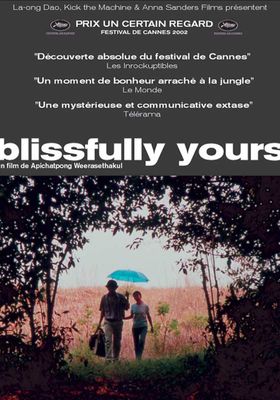 La-ong Dao, Kick the Machine & Anna Sanders Films présentent
PRIX UN CERTAIN REGARD
FESTIVAL DE CANNES 2002
"Découverte absolue du festival de Cannes"
Les Inrockuptibles
"Un moment de bonheur arraché à la jungle"
Le Monde
"Une mystérieuse et communicative extase"
Télérama
blissfully yours
un film de Apichatpong Weerasethakul